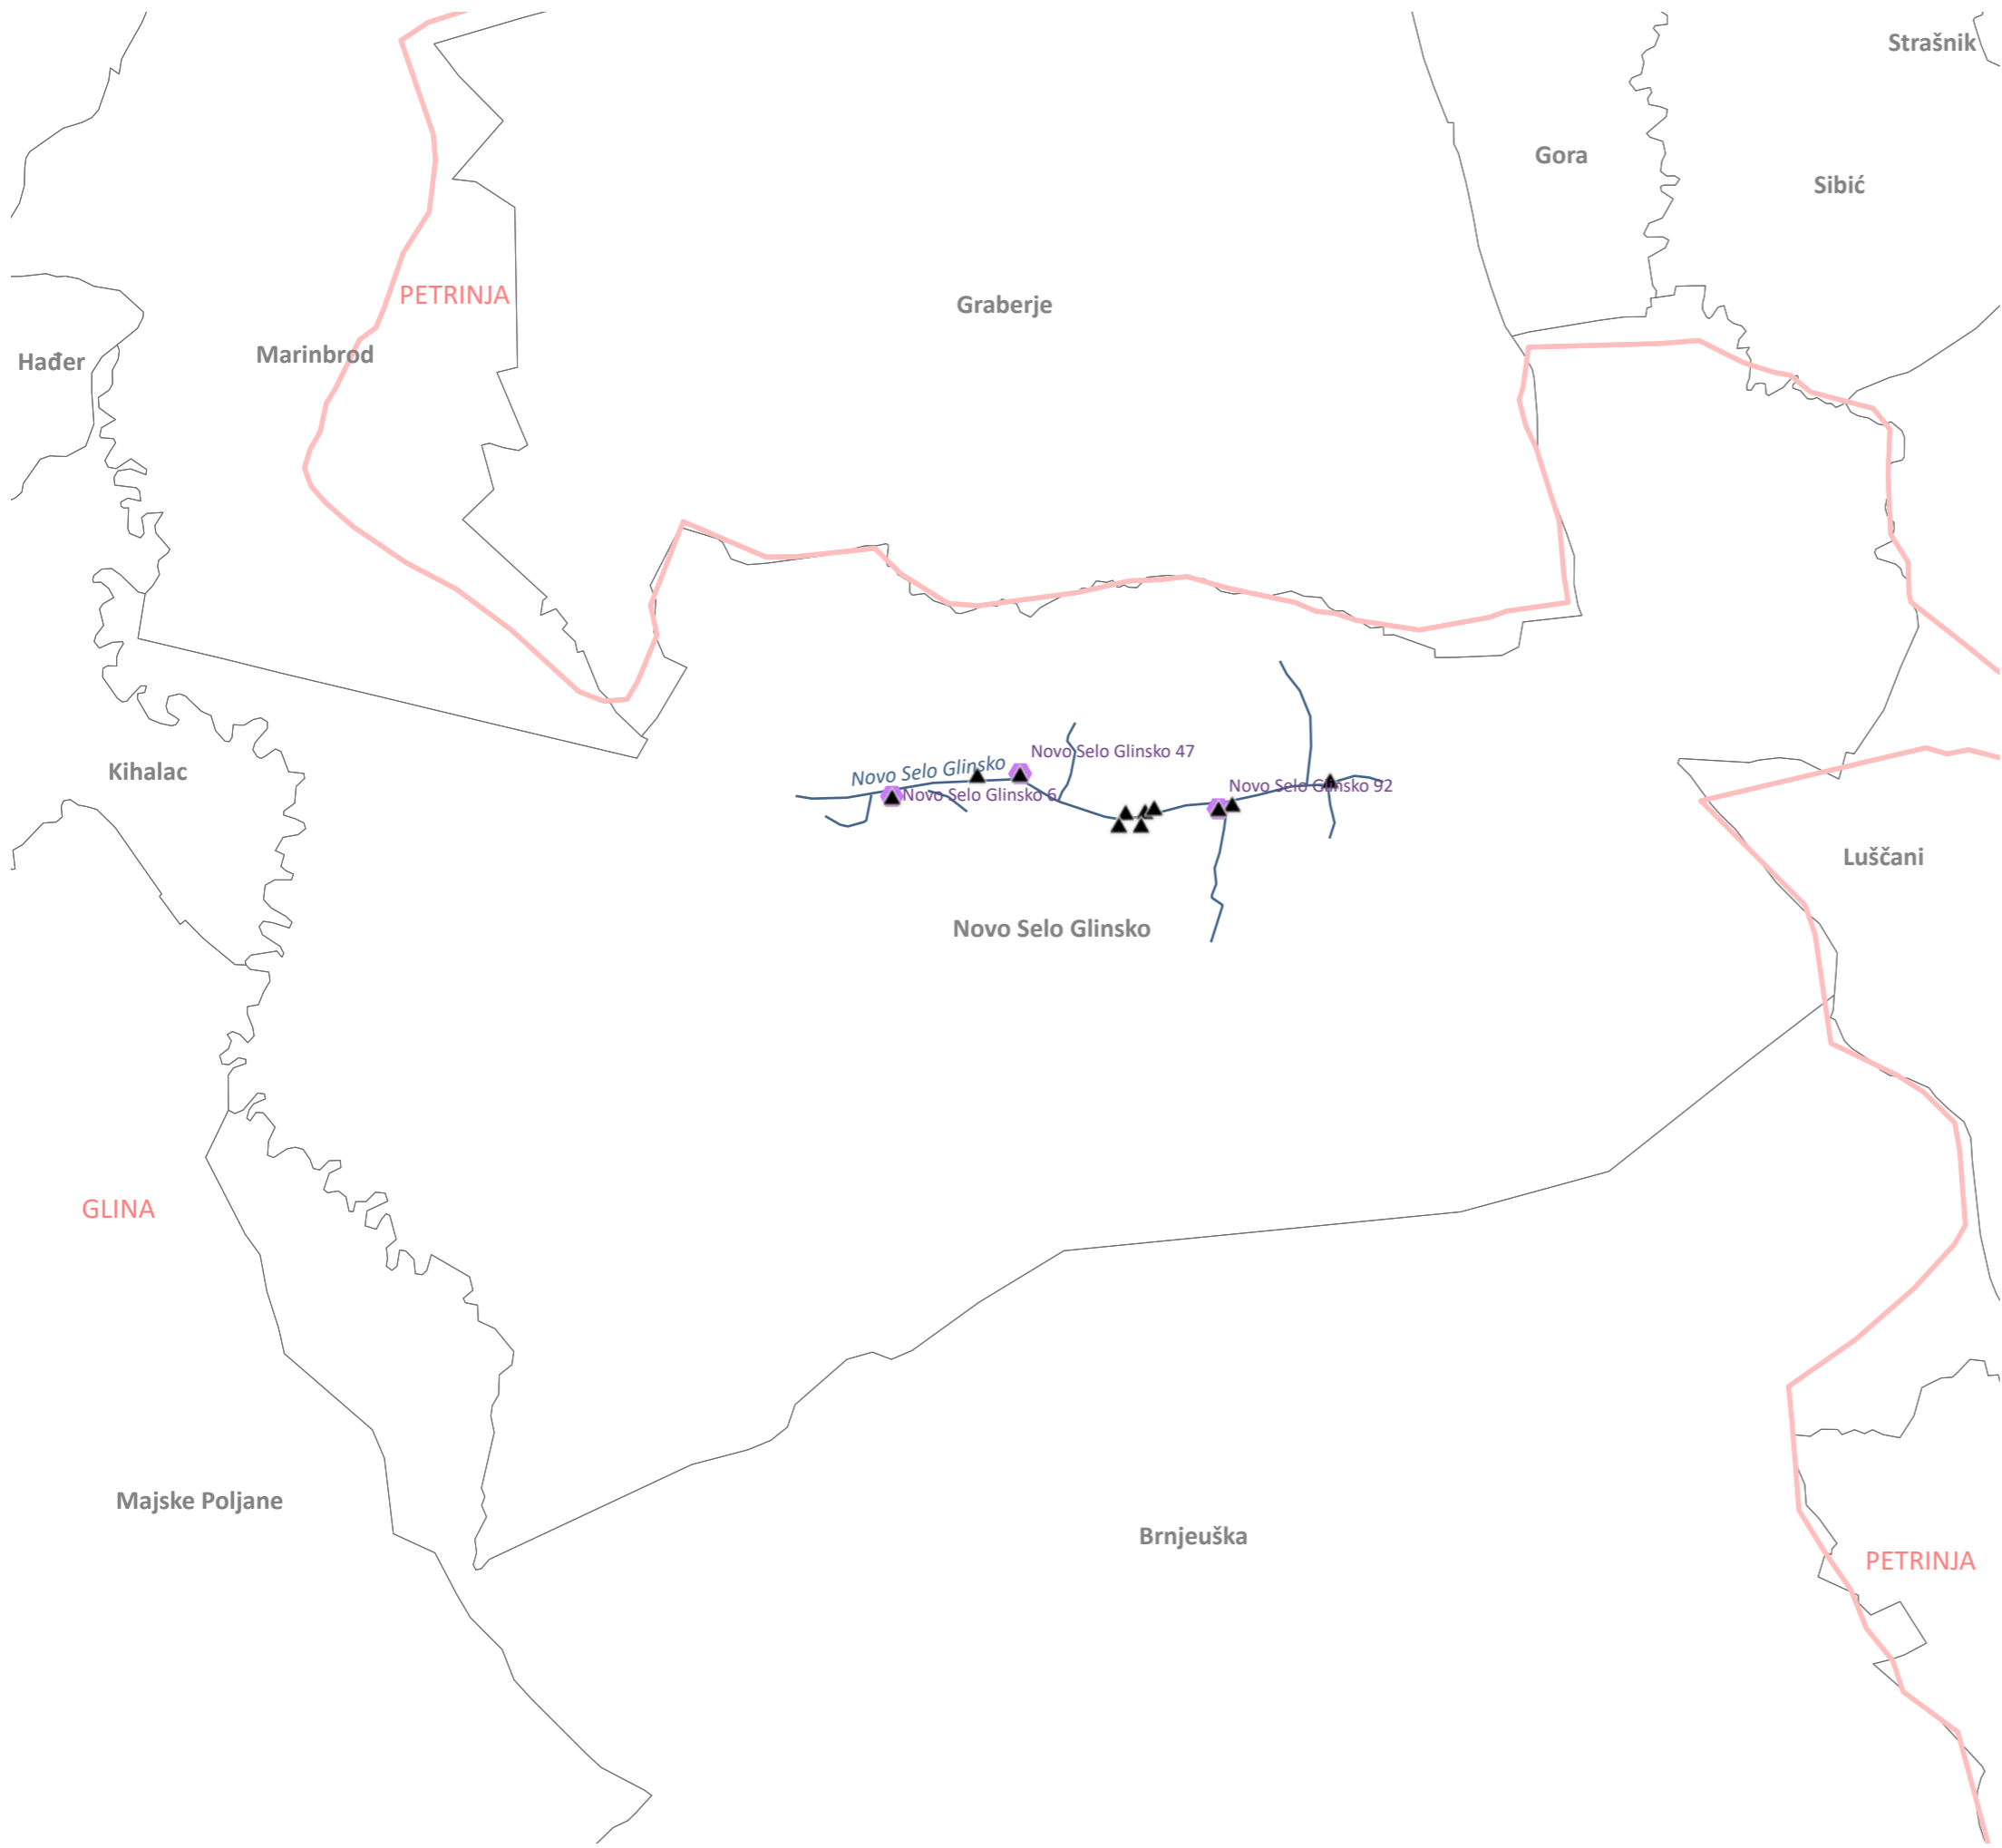 Strašnik
Gora
Sibić
PETRINJA
Graberje
Marinbrod
Hađer
Novo Selo Glinsko 47
Kihalac
Novo Selo Glinsko
Novo Selo Glinsko 92
Novo Selo Glinsko 6
Luščani
Novo Selo Glinsko
GLINA
Majske Poljane
Brnjeuška
PETRINJA